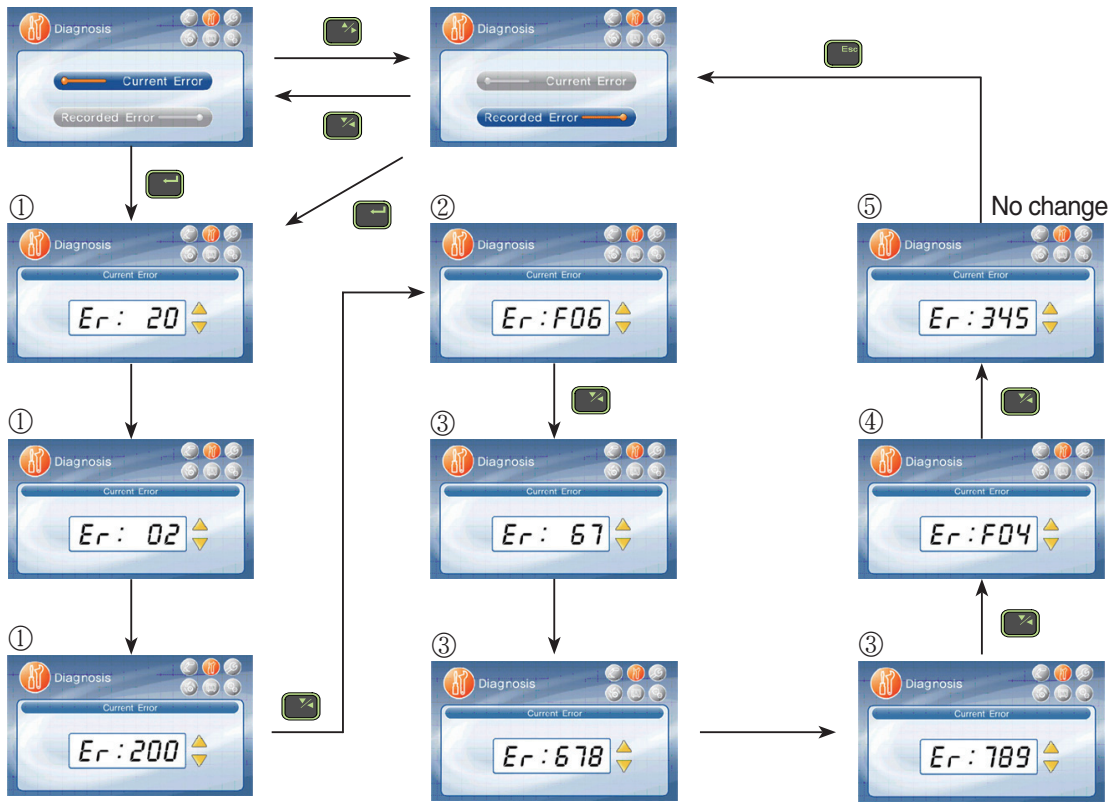 Diagnosis
Current Error
Recorded Error
Diagnosis
Current Error
Recorded Error
Esc
①
Diagnosis
Current Error
Er: 20
②
Diagnosis
Current Error
Er:F06
⑤
No change
Diagnosis
Current Error
Er:345
①
Diagnosis
Current Error
Er: 02
③
Diagnosis
Current Error
Er: 67
④
Diagnosis
Current Error
Er:F04
①
Diagnosis
Current Error
Er:200
③
Diagnosis
Current Error
Er:678
③
Diagnosis
Current Error
Er:789